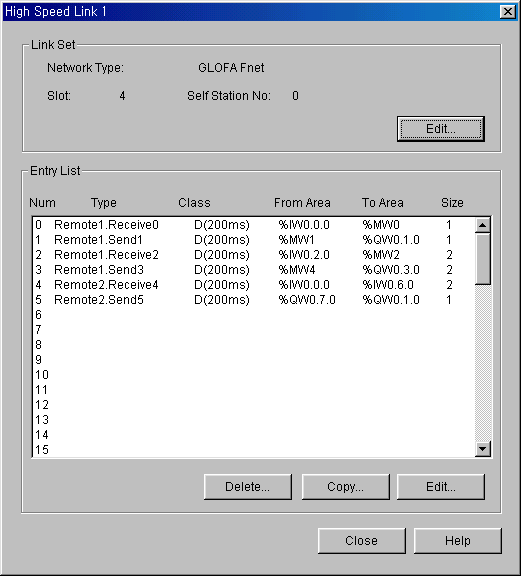 High Speed Link 1
Link Set
Network Type: GLOFA Fnet
Slot: 4 Self Station No: 0
Edit...
Entry List
Num Type Class From Area To Area Size
0 Remote1.Receive0 D(200ms) %IW0.0.0 %MW0 1
1 Remote1.Send1 D(200ms) %MW1 %QW0.1.0 1
2 Remote1.Receive2 D(200ms) %IW0.2.0 %MW2 2
3 Remote1.Send3 D(200ms) %MW4 %QW0.3.0 2
4 Remote2.Receive4 D(200ms) %IW0.0.0 %IW0.6.0 2
5 Remote2.Send5 D(200ms) %QW0.7.0 %QW0.1.0 1
6
7
8
9
10
11
12
13
14
15
Delete... Copy... Edit...
Close Help